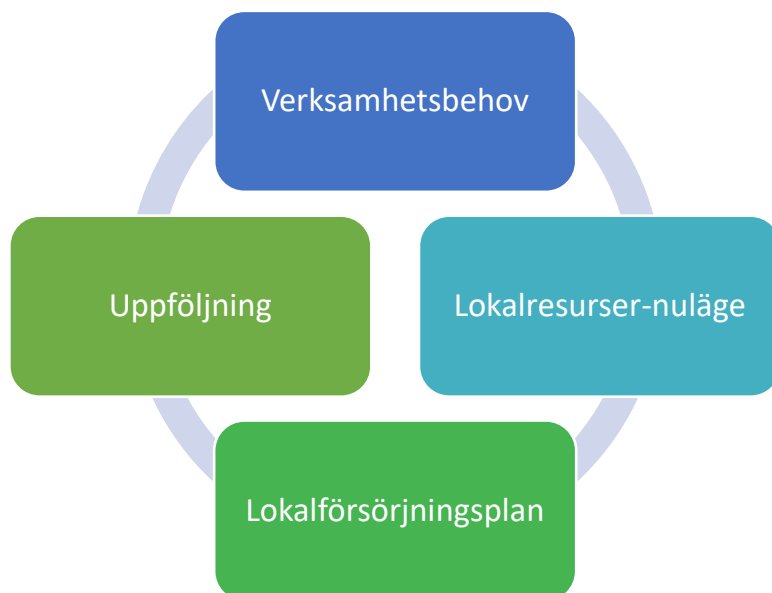 Verksamhetsbehov
Uppföljning
Lokalresurser-nuläge
Lokalförsörjningsplan